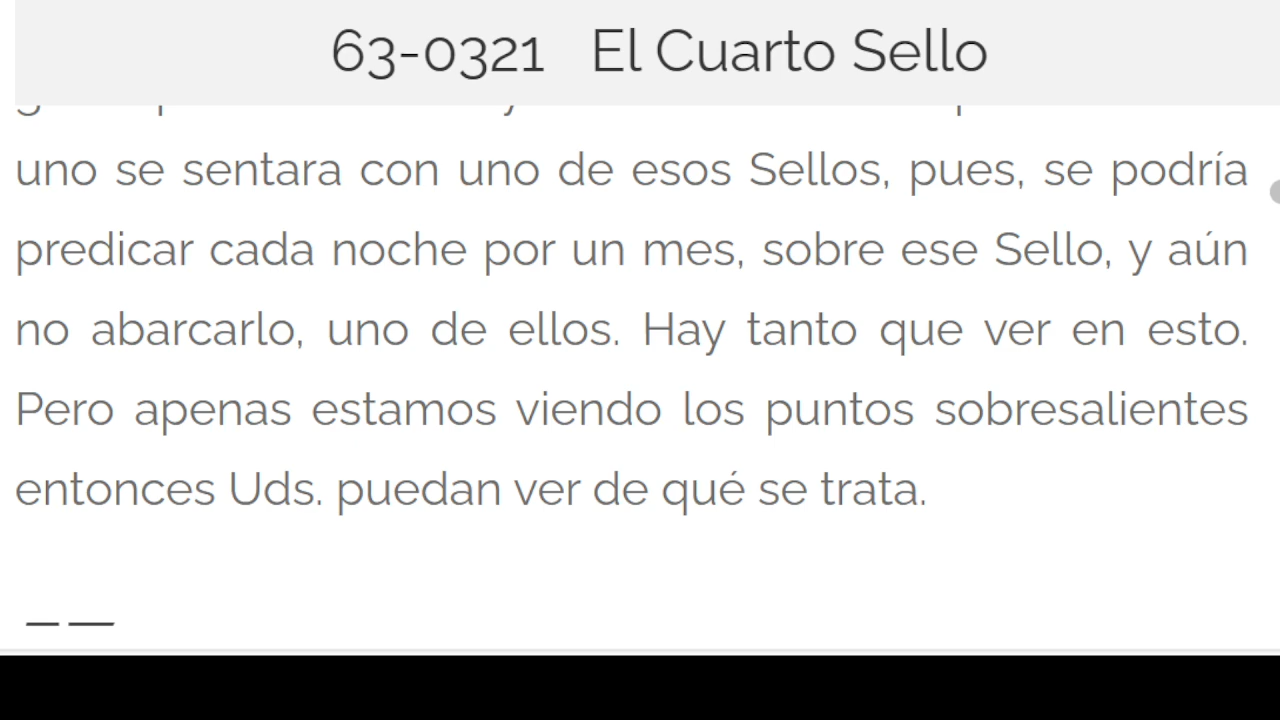 63-0321 El Cuarto Sello
uno se sentara con uno de esos Sellos, pues, se podría
predicar cada noche por un mes, sobre ese Sello, y aún
no abarcarlo, uno de ellos. Hay tanto que ver en esto.
Pero apenas estamos viendo los puntos sobresalientes
entonces Uds. puedan ver de qué se trata.